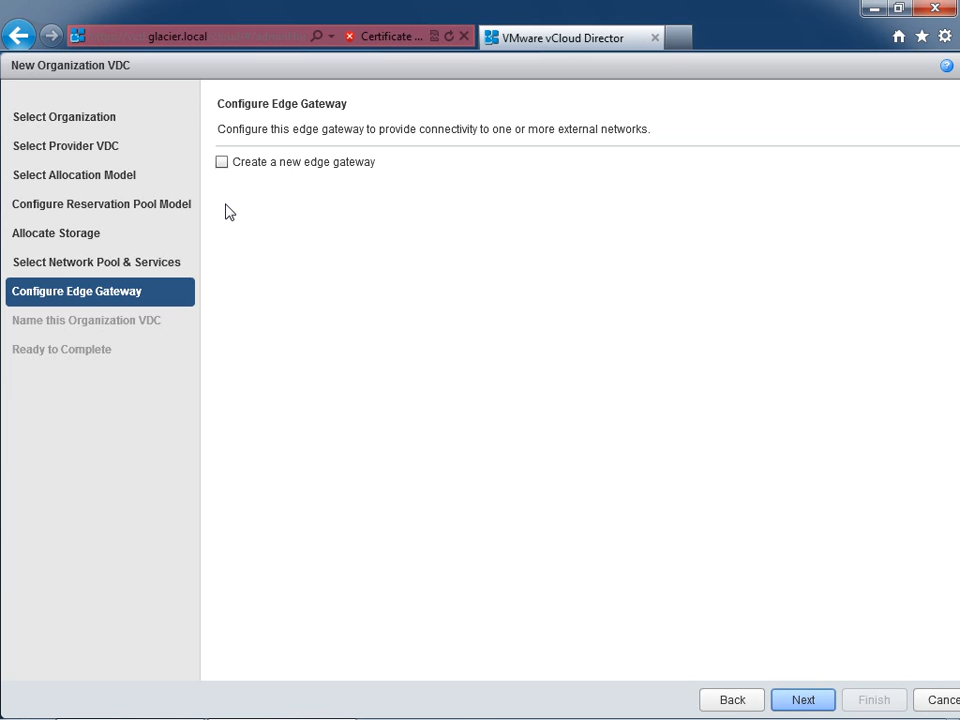 glacier.local
Certificate ...
VMware vCloud Director
New Organization VDC
Select Organization
Select Provider VDC
Select Allocation Model
Configure Reservation Pool Model
Allocate Storage
Select Network Pool & Services
Configure Edge Gateway
Name this Organization VDC
Ready to Complete
Configure Edge Gateway
Configure this edge gateway to provide connectivity to one or more external networks.
Create a new edge gateway
Back
Next
Finish
Cance